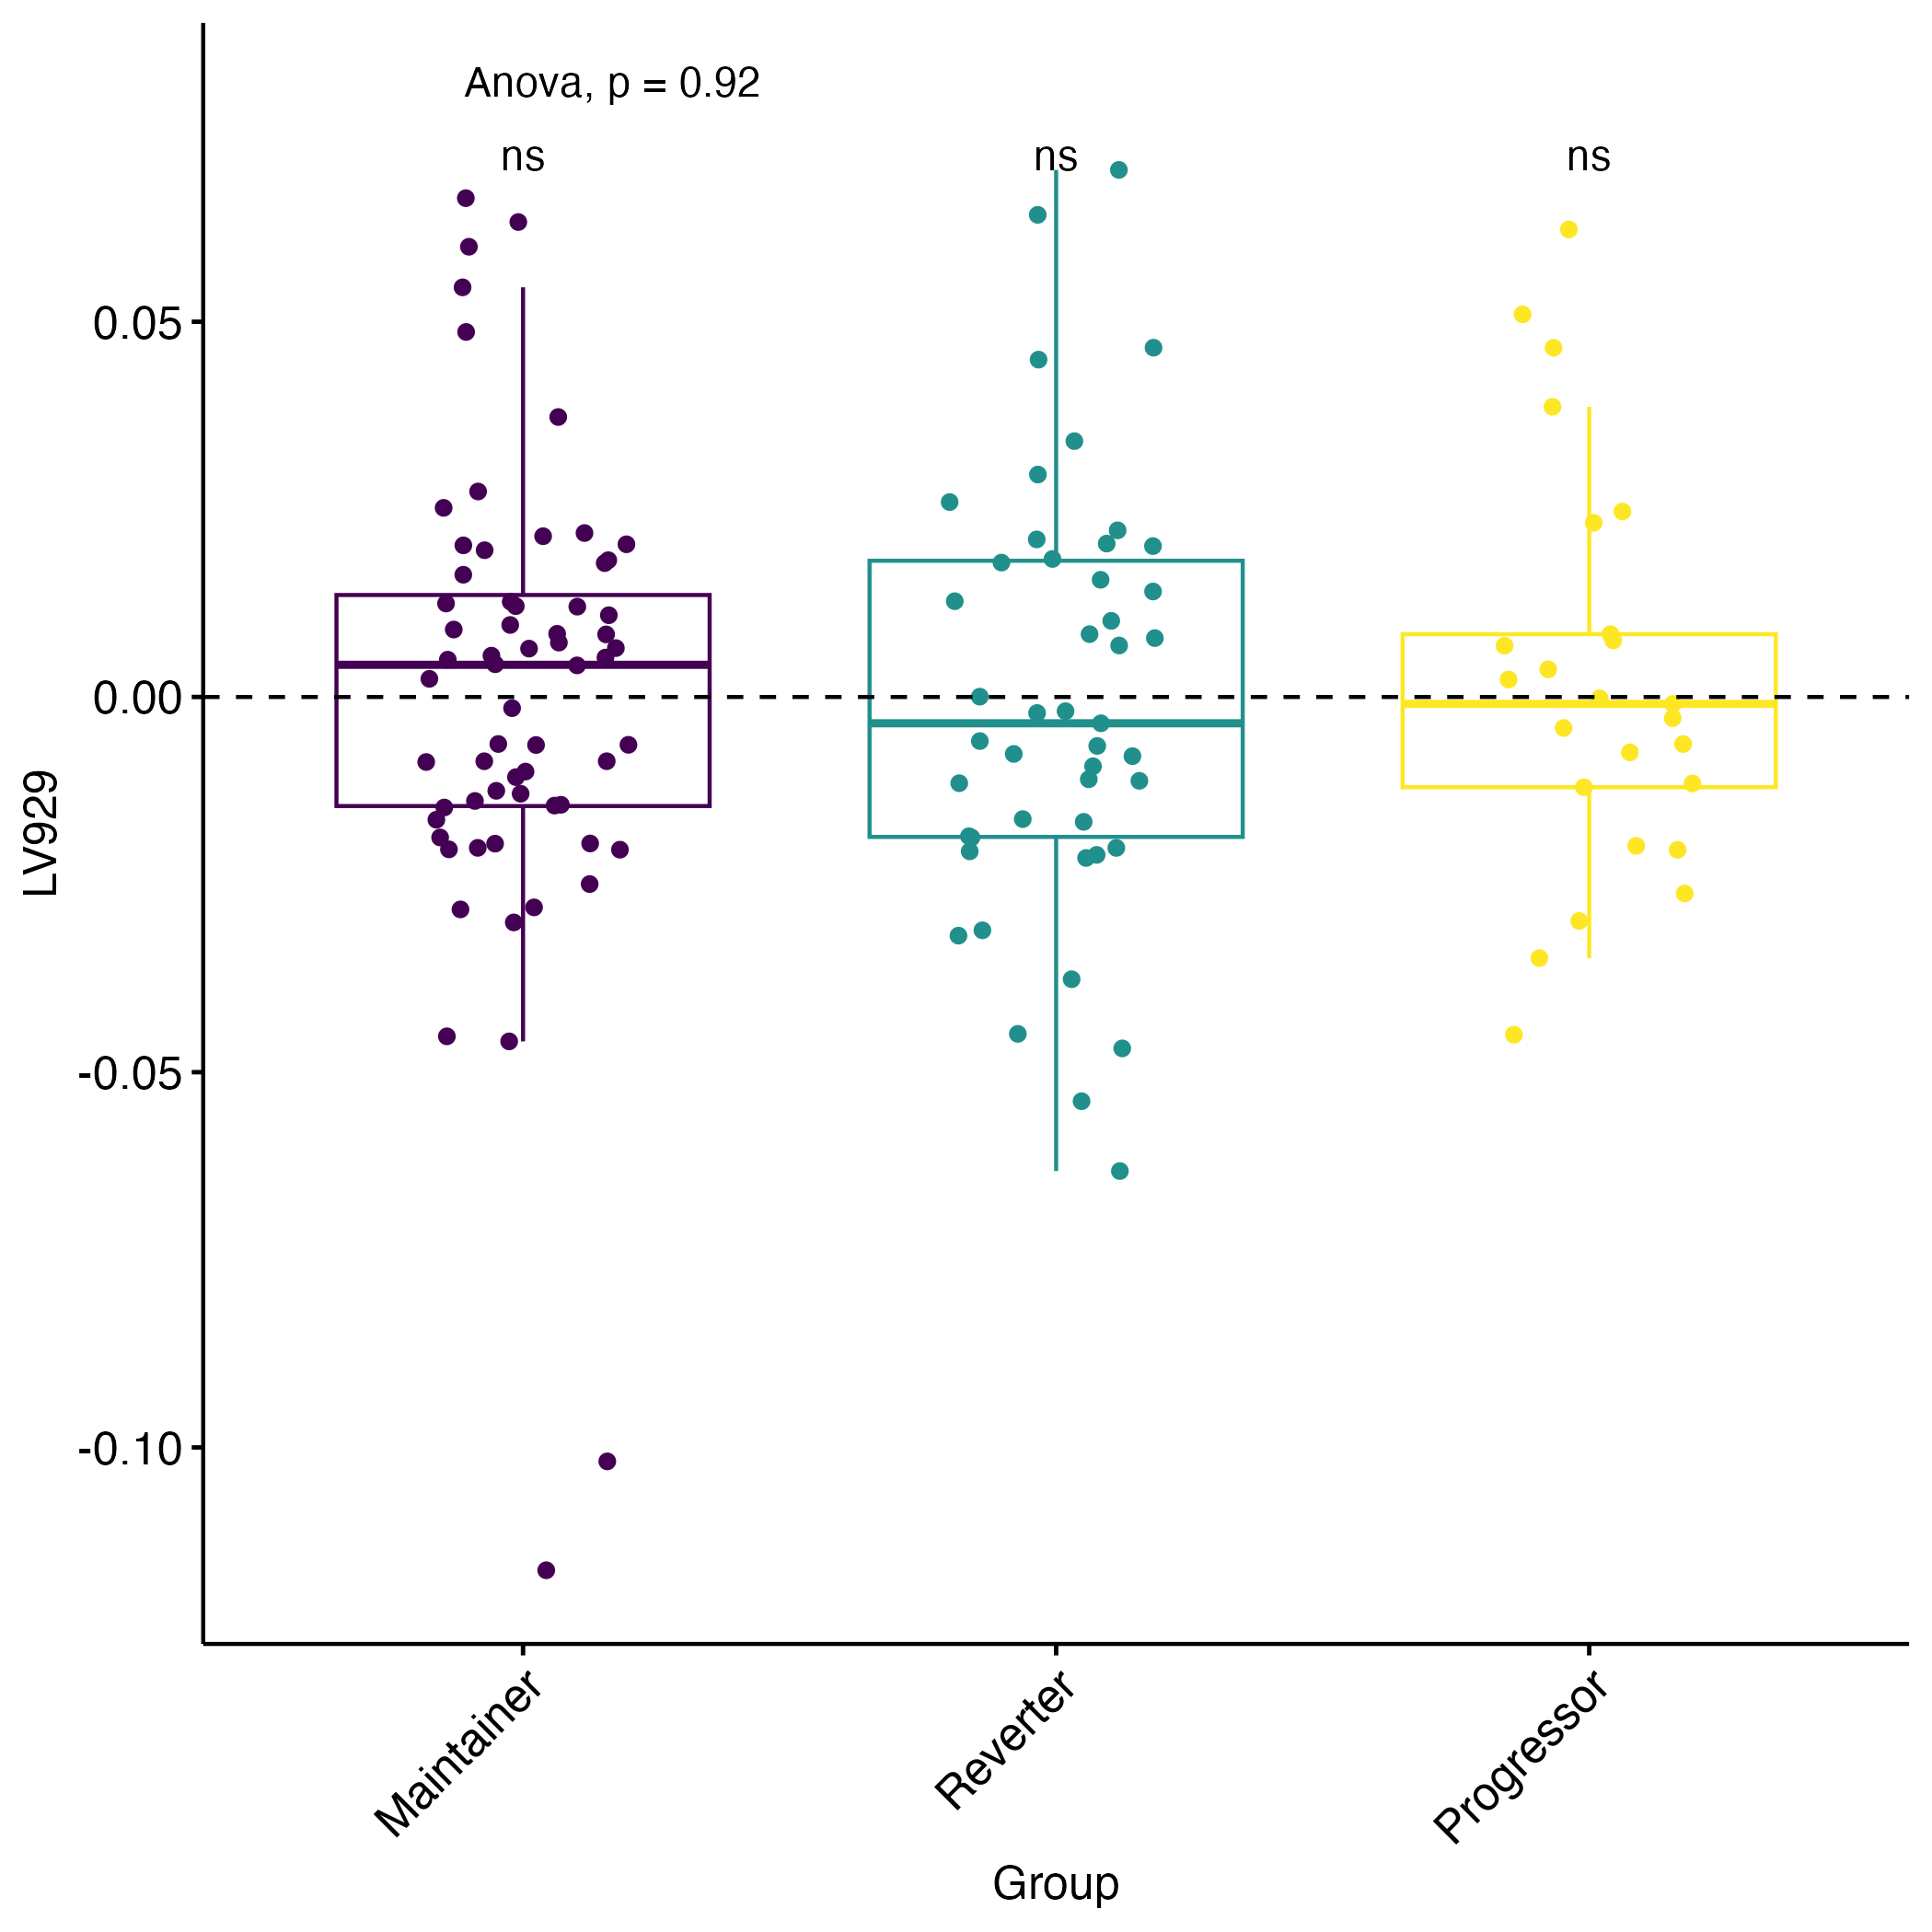 Anova, p = 0.92
ns ns ns
0.05
0.00
-0.05
-0.10
LV929
Maintainer Reverter Progressor
Group